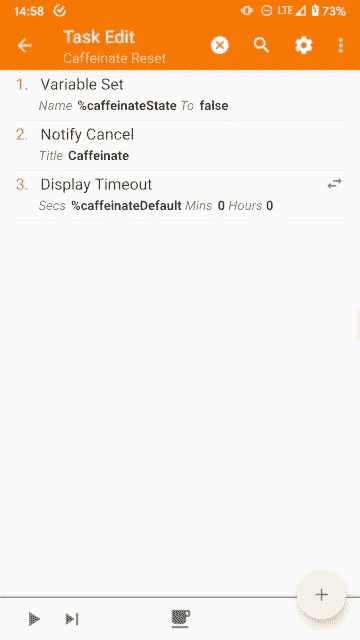 14:58 LTE 73%
Task Edit
Caffeinate Reset
1. Variable Set
Name %caffeinateState To false
2. Notify Cancel
Title Caffeinate
3. Display Timeout
Secs %caffeinateDefault Mins 0 Hours 0